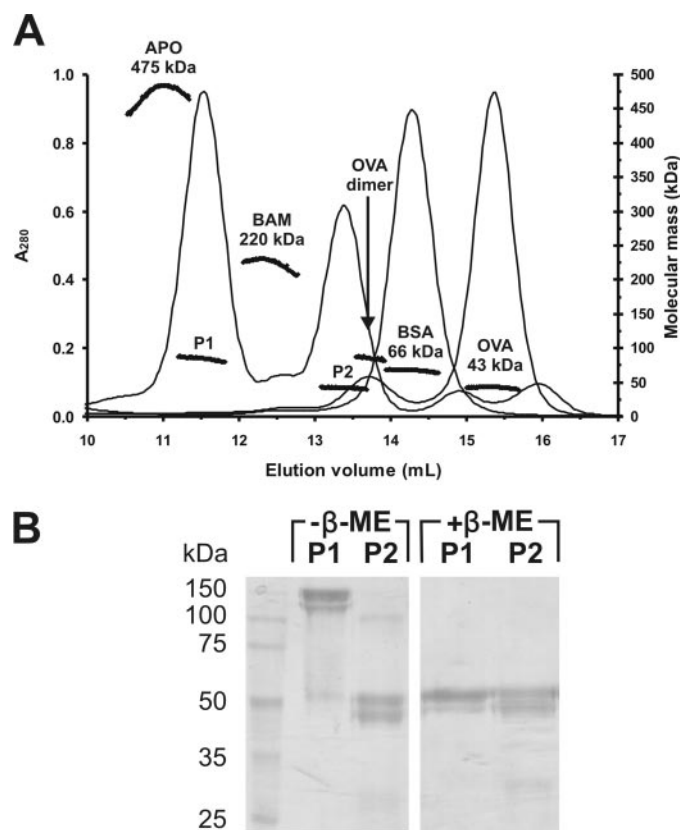 A
APO
475 kDa
BAM
220 kDa
OVA
dimer
P1
P2
BSA
66 kDa
OVA
43 kDa
A280
1.0
0.8
0.6
0.4
0.2
0.0
Molecular mass (kDa)
500
450
400
350
300
250
200
150
100
50
0
10 11 12 13 14 15 16 17
Elution volume (mL)
B
-β-ME +β-ME
kDa P1 P2 P1 P2
150
100
75
50
35
25